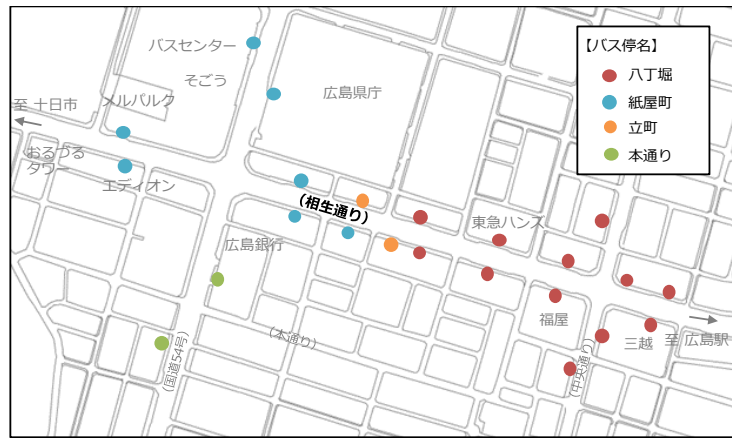 バスセンター
そごう
広島県庁
メルパルク
至 十日市
おるづる
タワー
エディオン
(相生通り)
東急ハンズ
広島銀行
福屋
三越
至 広島駅
(本通り)
(国道54号)
(中央通り)
【バス停名】
八丁堀
紙屋町
立町
本通り